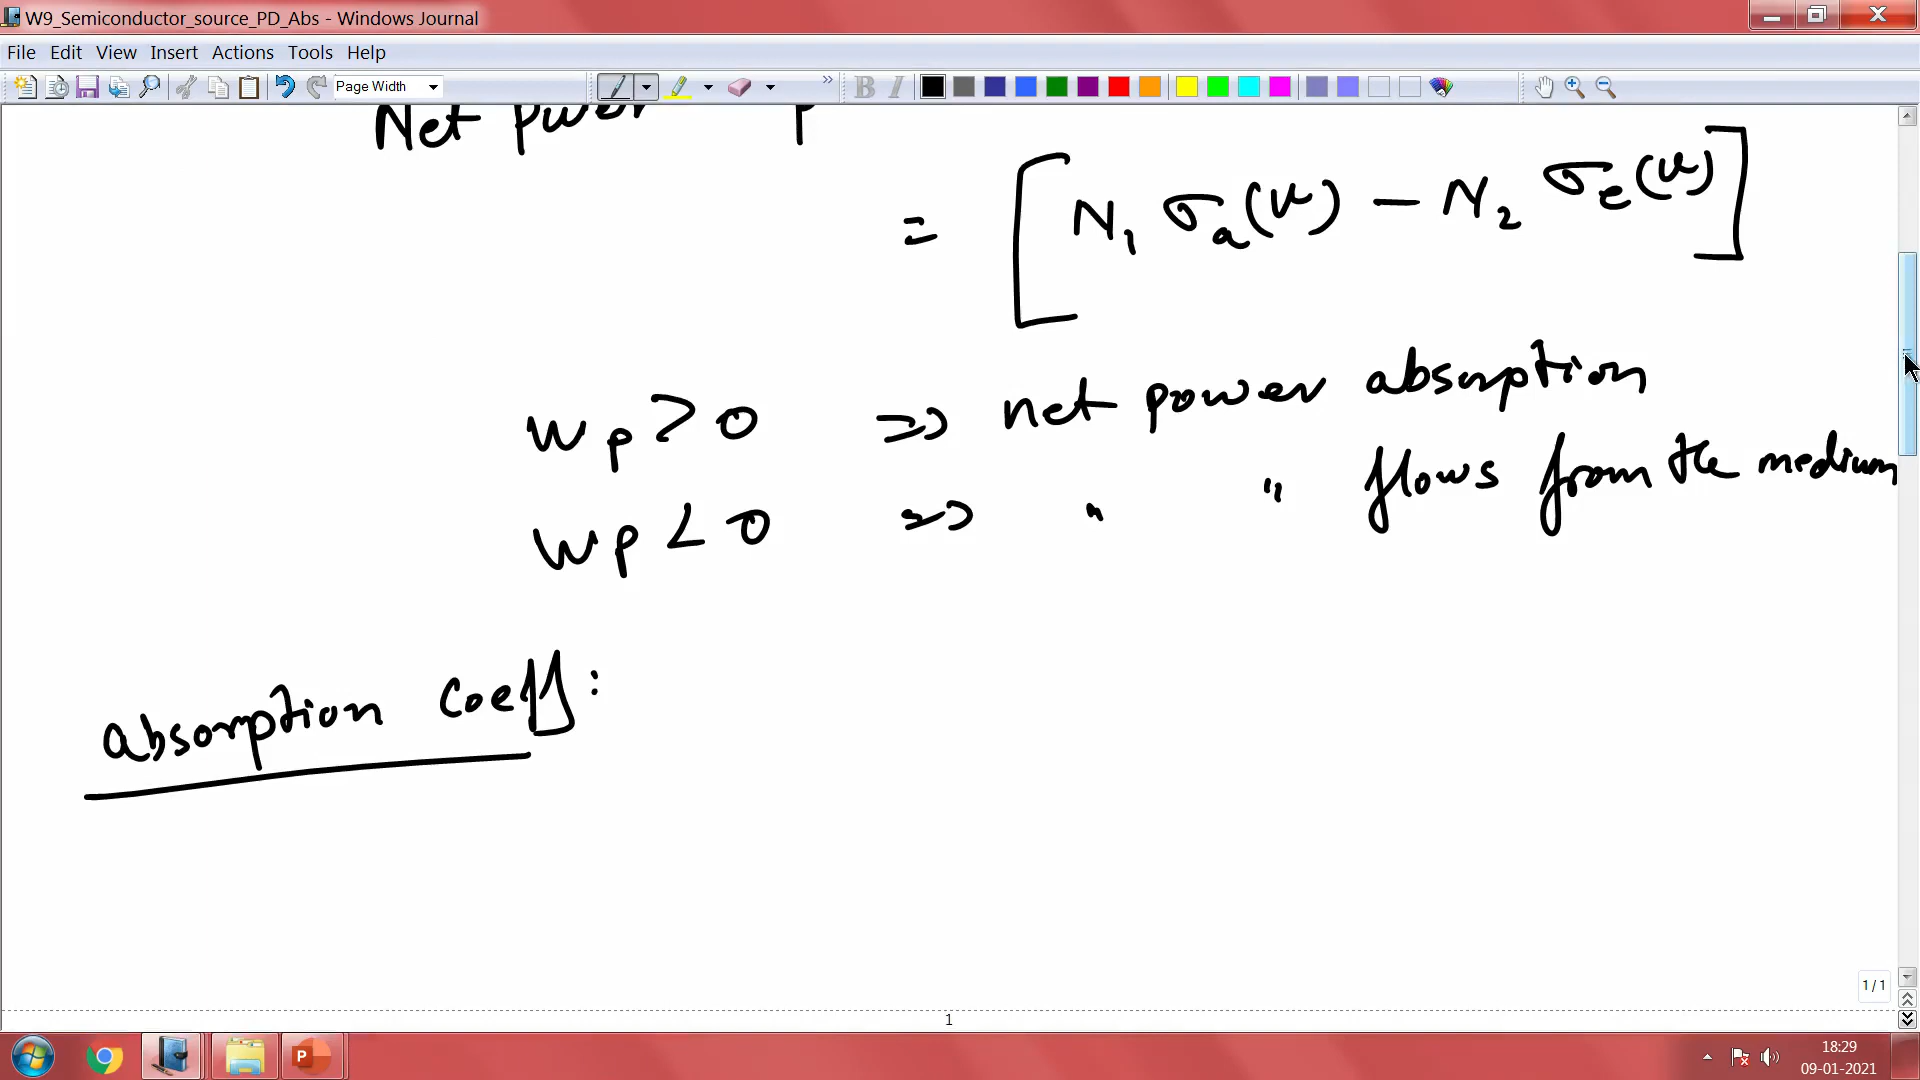 W9_Semiconductor_source_PD_Abs - Windows Journal
File Edit View Insert Actions Tools Help
Page Width
B I
Net power P
= [ N₁ σₐ(ν) − N₂ σₑ(ν) ]
Wp > 0 => net power absorption
Wp < 0 => " " flows from the medium
absorption coeff:
1 / 1
1
18:29
09-01-2021